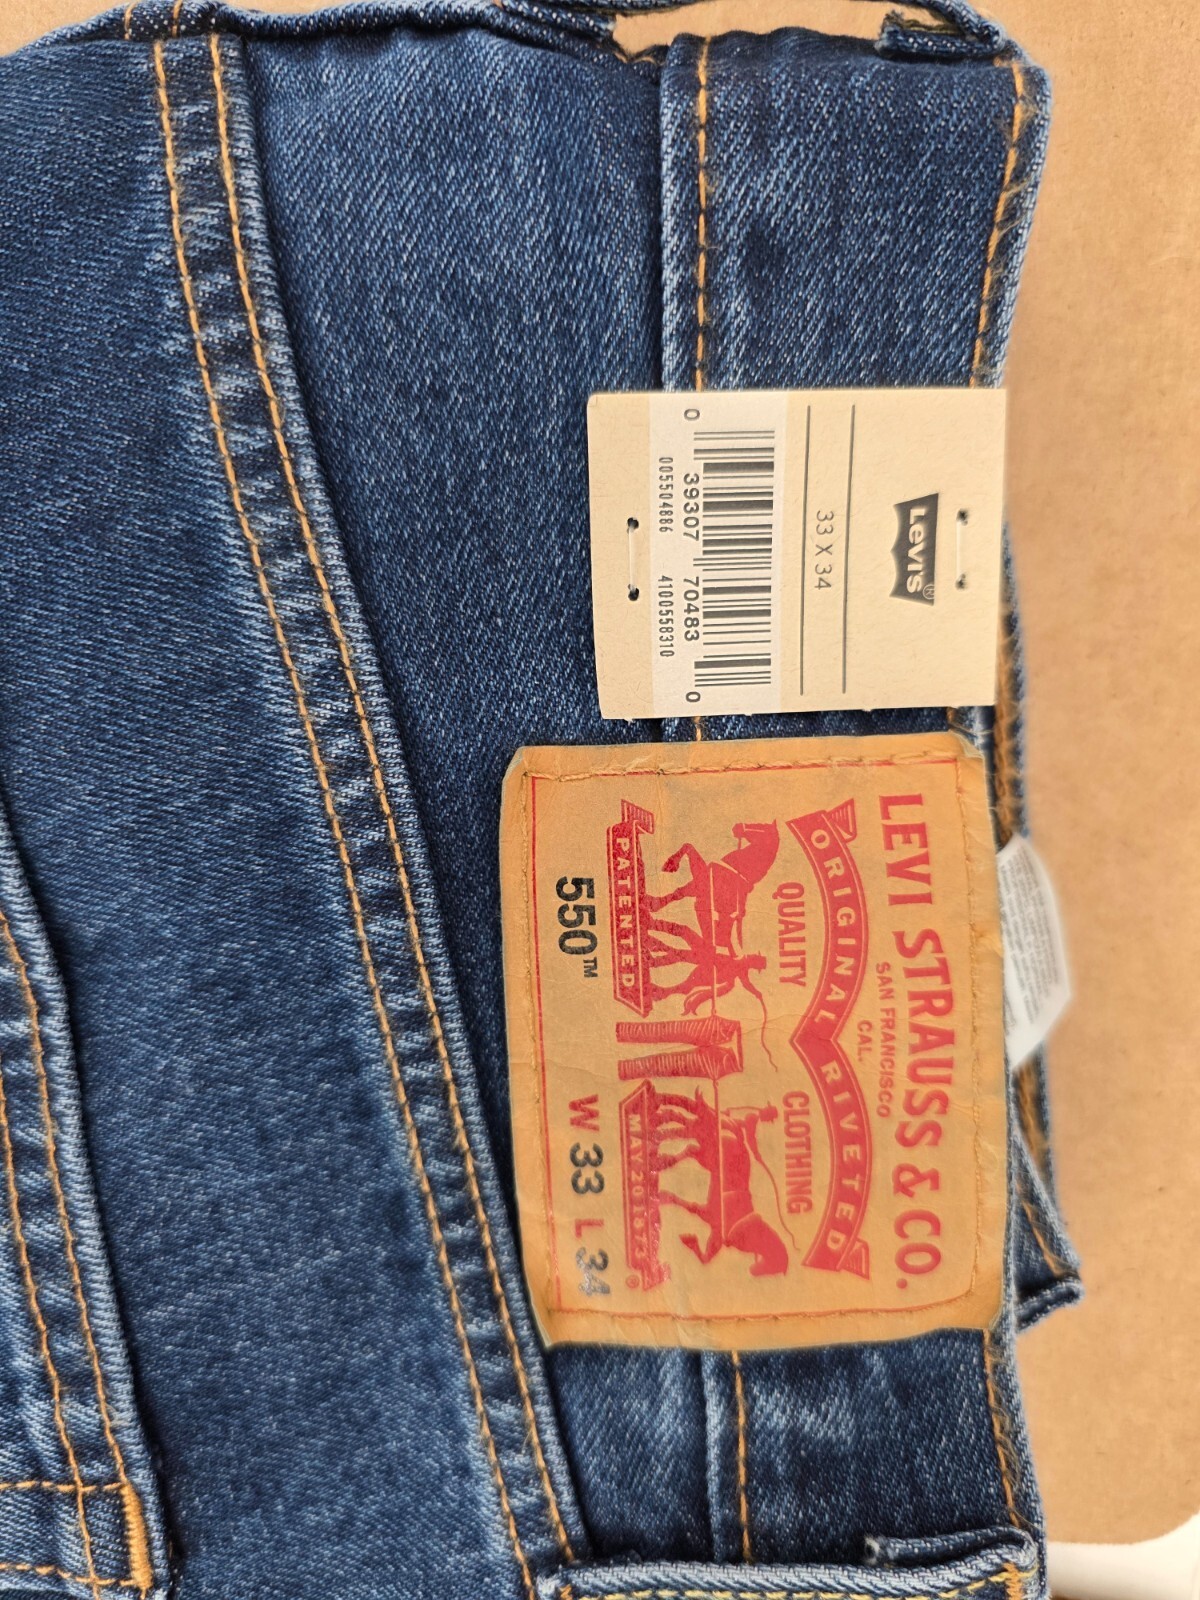 LEVI'S®
33 X 34
0 39307 70483 0
005504886 4100558310
LEVI STRAUSS & CO.
SAN FRANCISCO
CAL.
ORIGINAL RIVETED
QUALITY CLOTHING
PATENTED MAY 20 1873 ®
550™ W 33 L 34